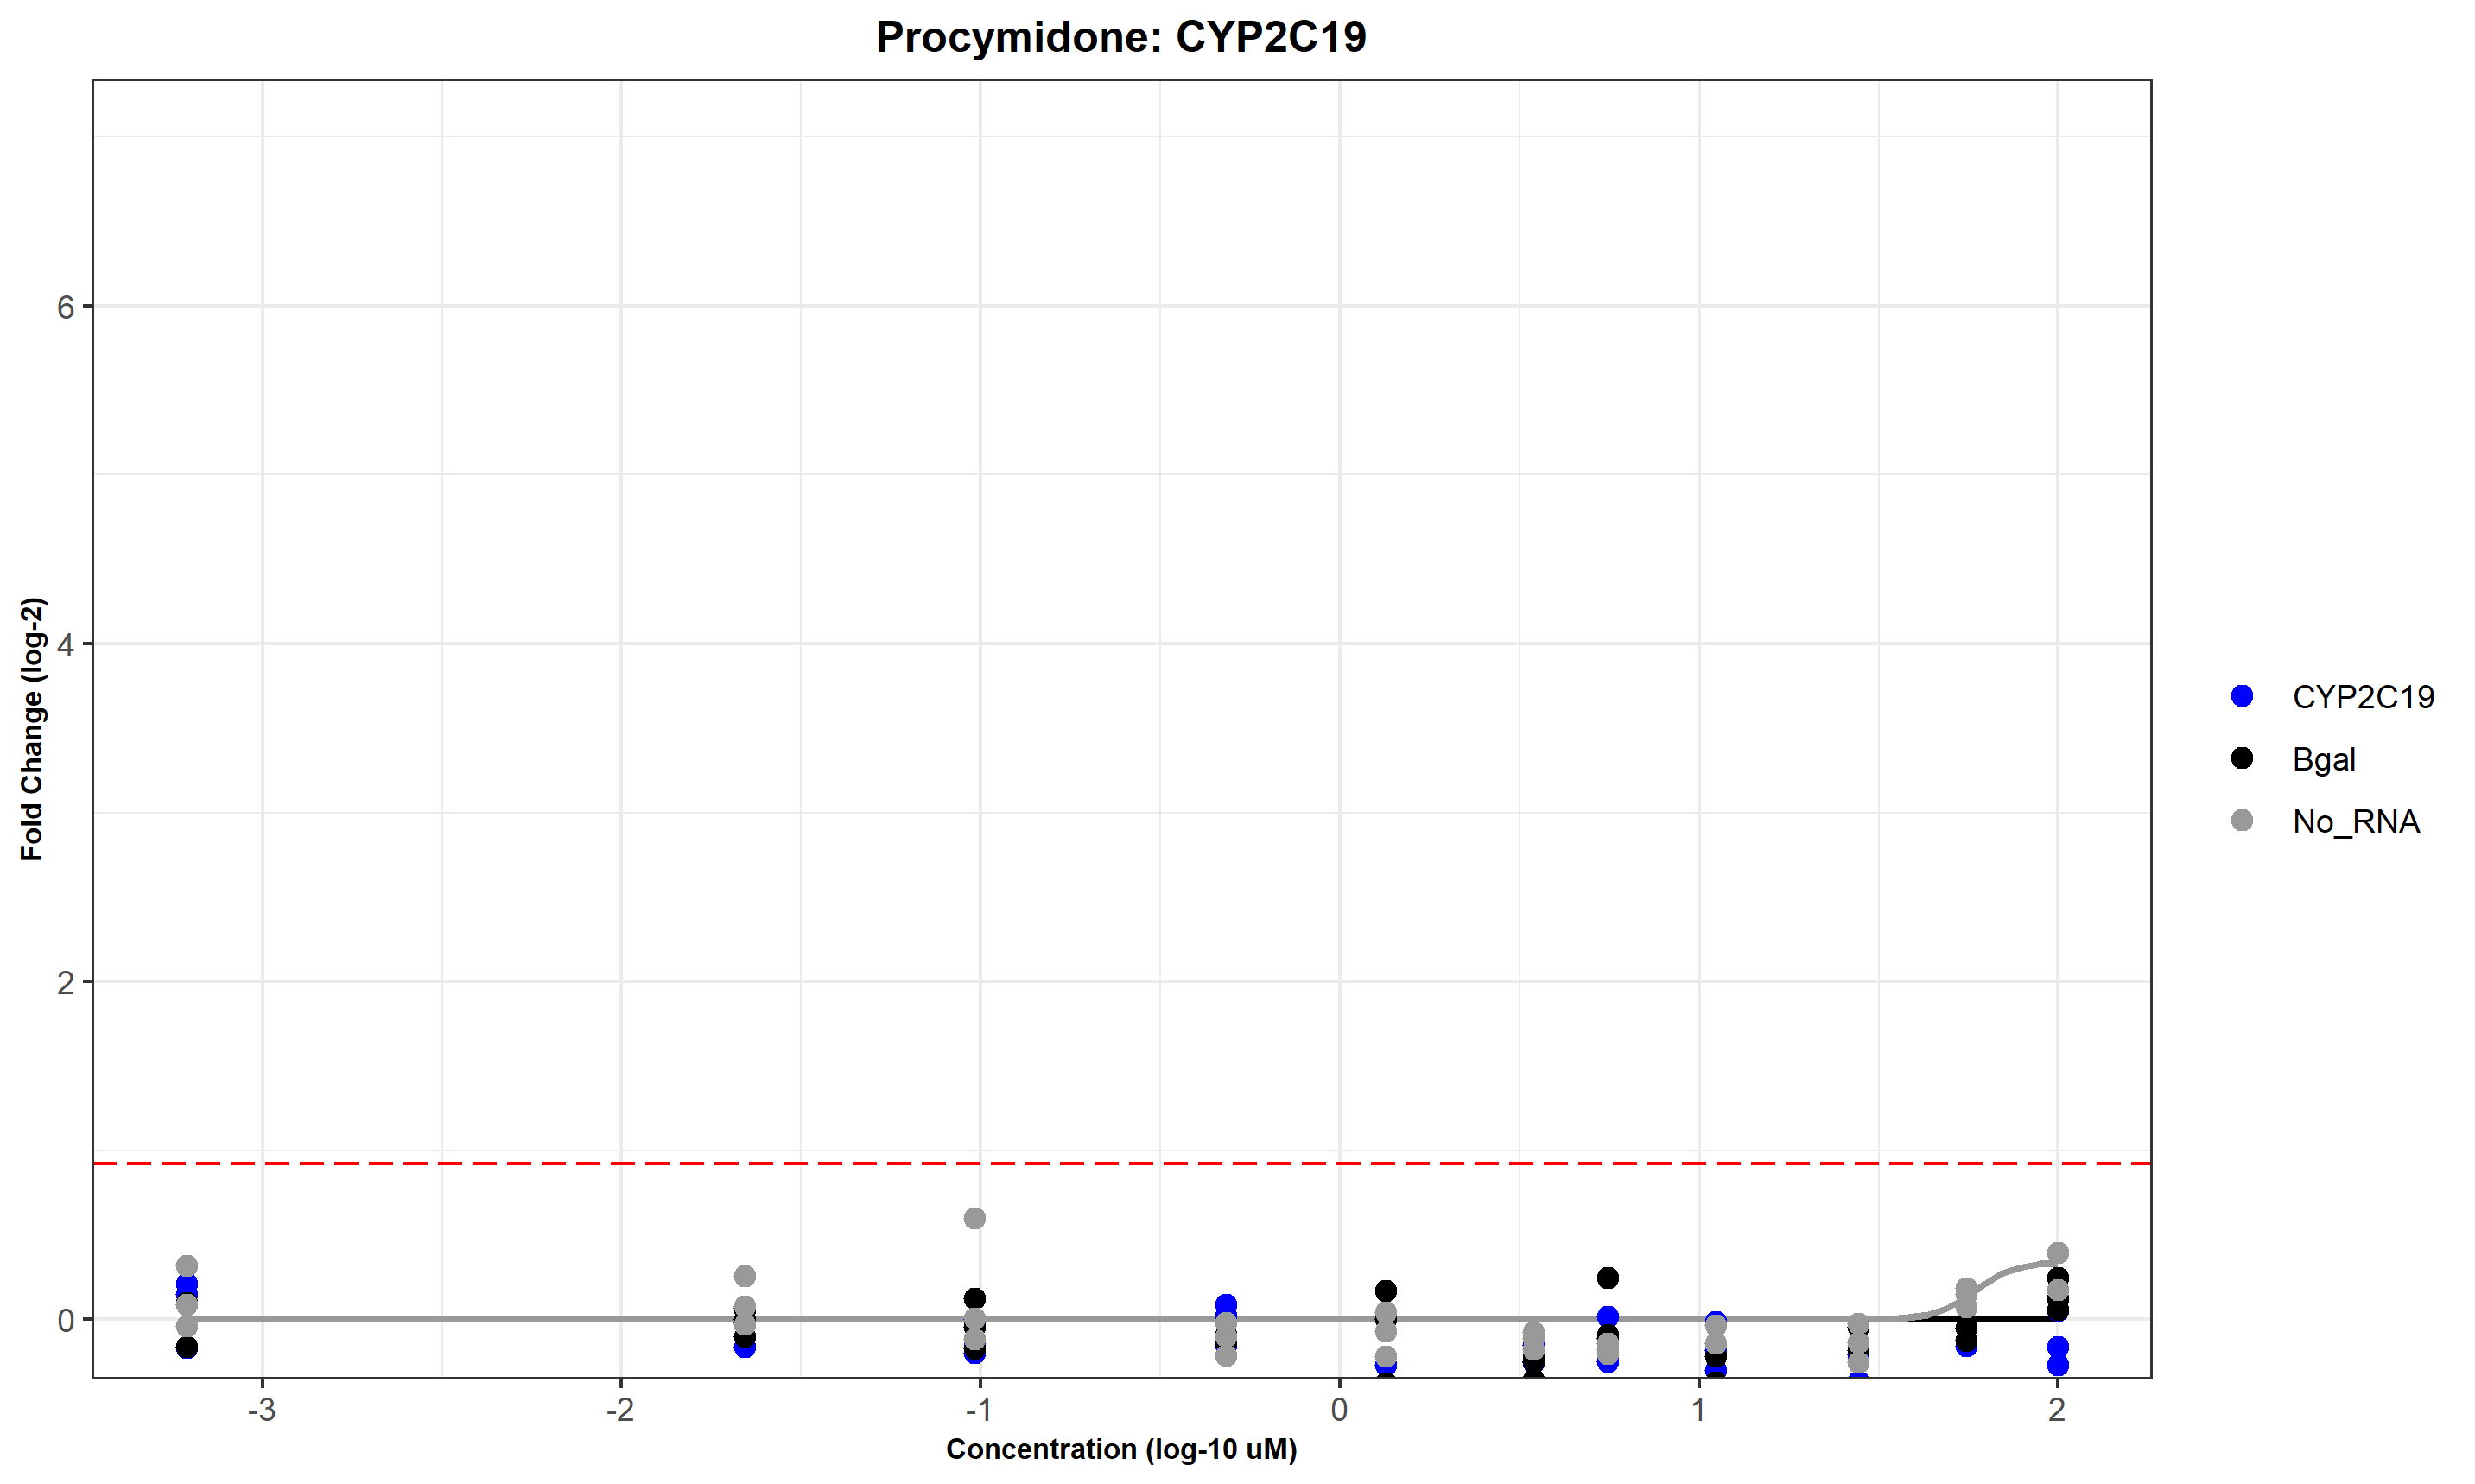 Procymidone: CYP2C19
Fold Change (log-2)
6
4
2
0
-3
-2
-1
0
1
2
Concentration (log-10 uM)
CYP2C19
Bgal
No_RNA